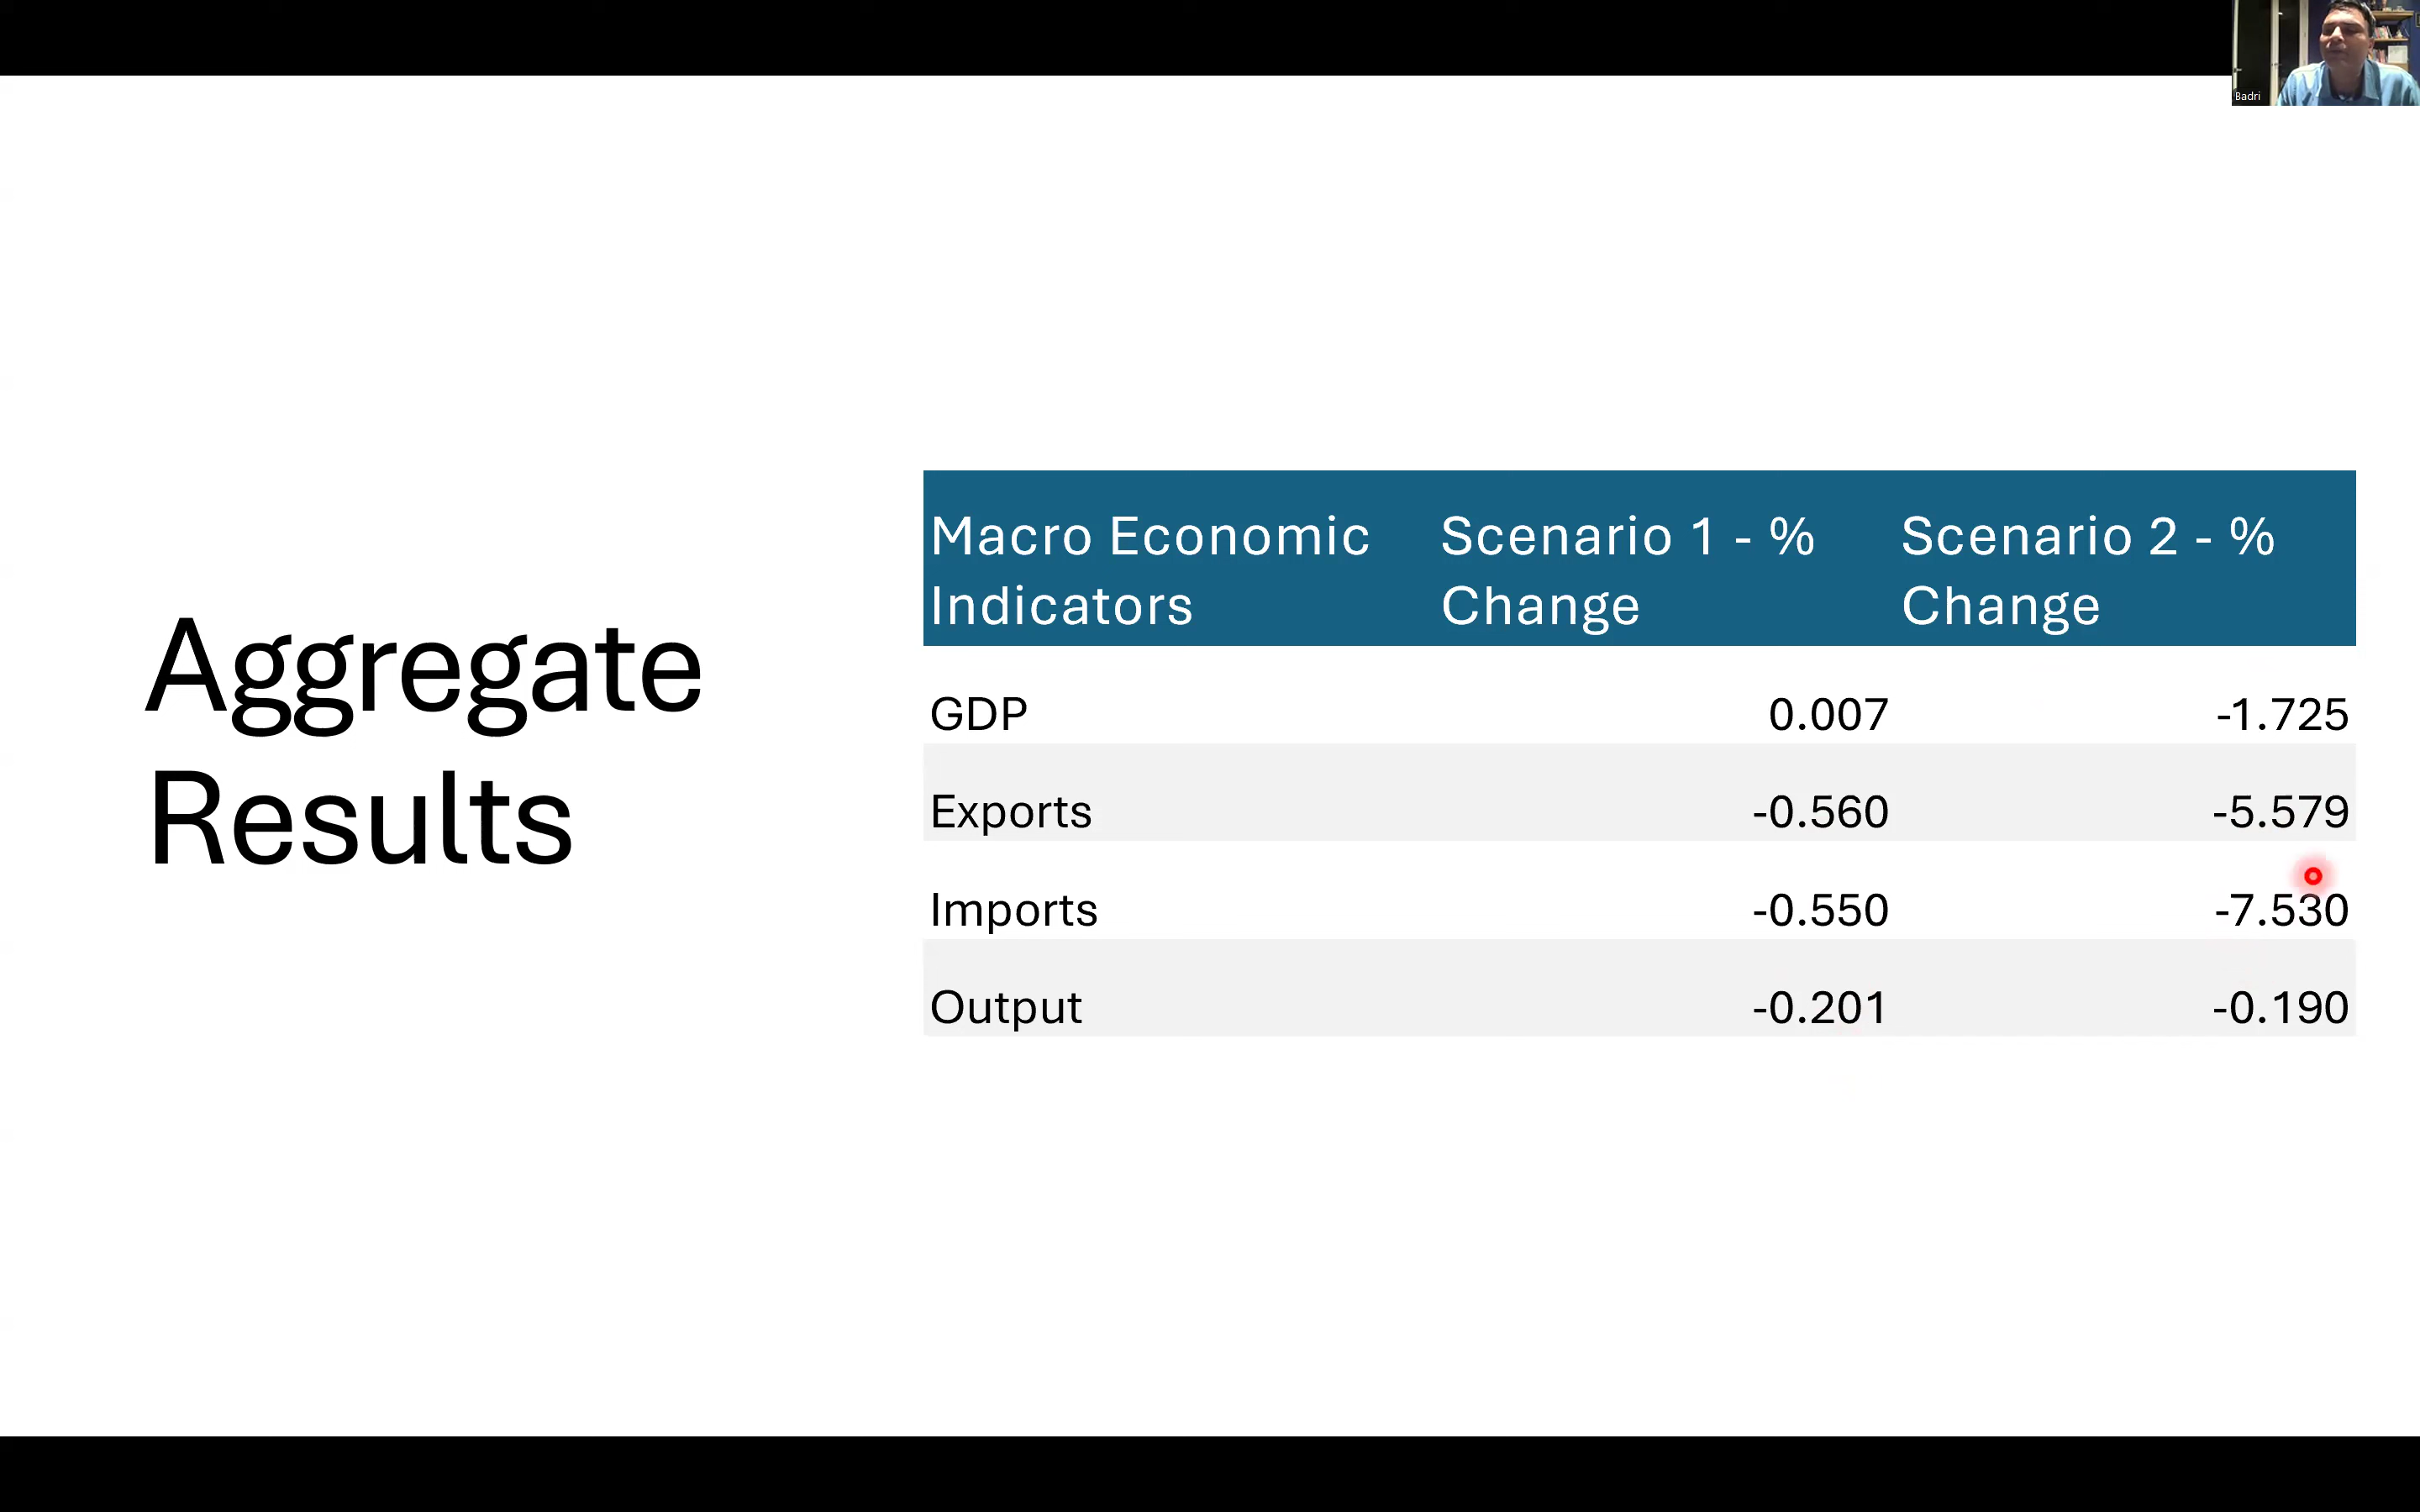 Badri
Aggregate
Results
Macro Economic Indicators
Scenario 1 - % Change
Scenario 2 - % Change
GDP 0.007 -1.725
Exports -0.560 -5.579
Imports -0.550 -7.530
Output -0.201 -0.190